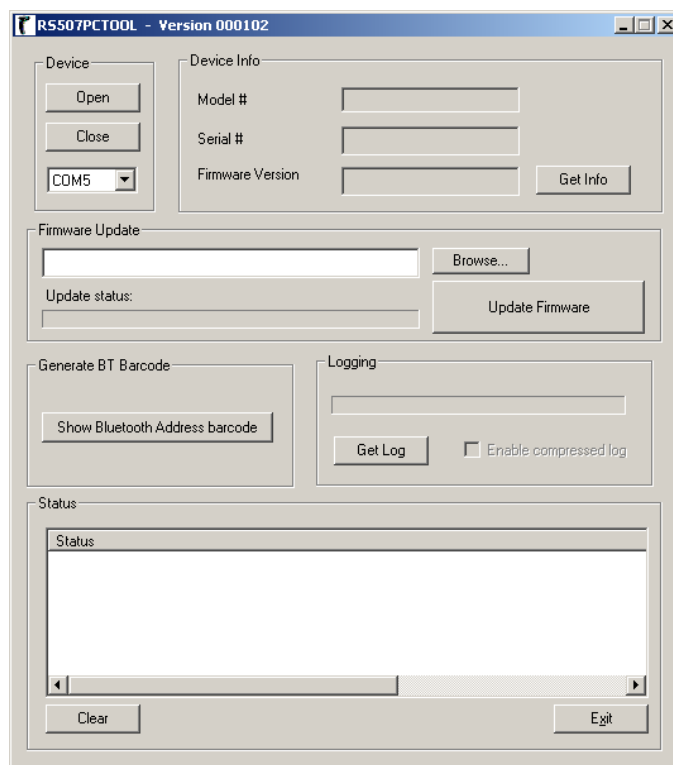 RS507PCTOOL - Version 000102
Device
Open
Close
COM5
Device Info
Model #
Serial #
Firmware Version
Get Info
Firmware Update
Browse...
Update status:
Update Firmware
Generate BT Barcode
Show Bluetooth Address barcode
Logging
Get Log
Enable compressed log
Status
Status
Clear
Exit